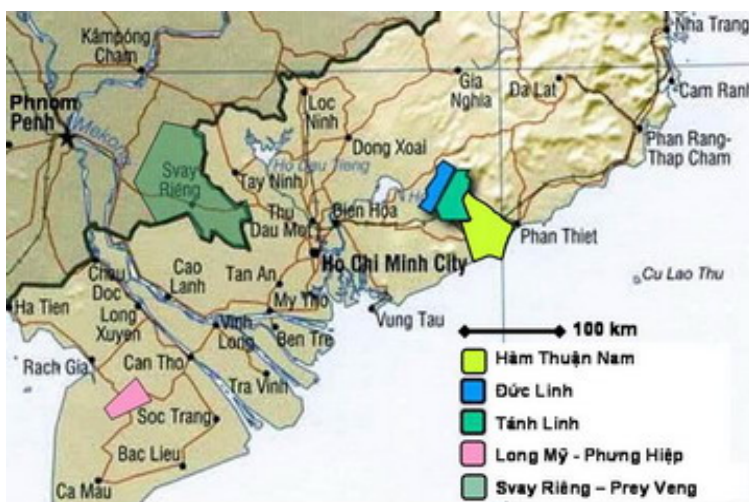 Nha Trang
Kâmpóng
Cham
Gia
Nghia
Da Lat
Cam Ranh
Loc
Ninh
Phnom
Penh
Mekong
Dong Xoai
Phan Rang-
Thap Cham
Svay
Riêng
Tay Ninh
Ho Dau Tieng
Thu
Dau Mot
Bien Hoa
Phan Thiet
Ho Chi Minh City
Cu Lao Thu
Chau
Doc
Cao
Lanh
Tan An
Ha Tien
Long
Xuyen
My Tho
Vung Tau
Vinh
Long
Ben Tre
100 km
Rach Gia
Can Tho
Hàm Thuận Nam
Tra Vinh
Đức Linh
Soc Trang
Tánh Linh
Bac Lieu
Long Mỹ - Phưng Hiệp
Ca Mau
Svay Riêng – Prey Veng